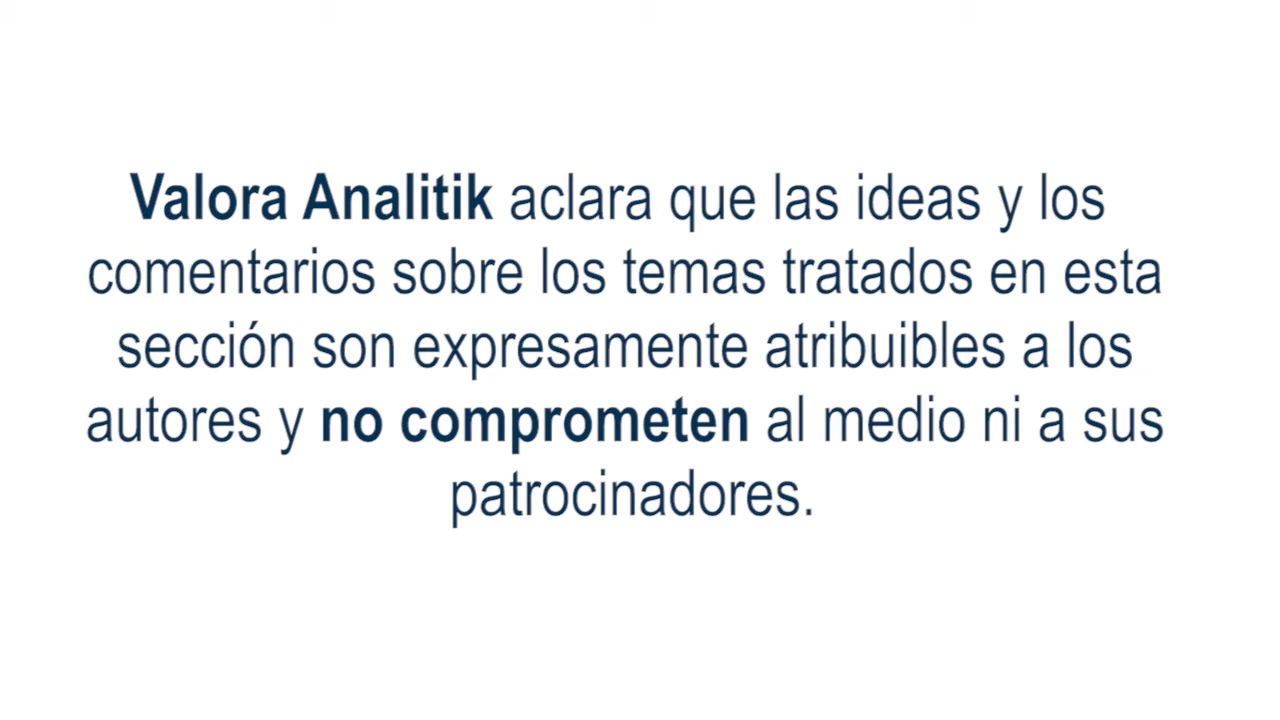 Valora Analitik aclara que las ideas y los
comentarios sobre los temas tratados en esta
sección son expresamente atribuibles a los
autores y no comprometen al medio ni a sus
patrocinadores.